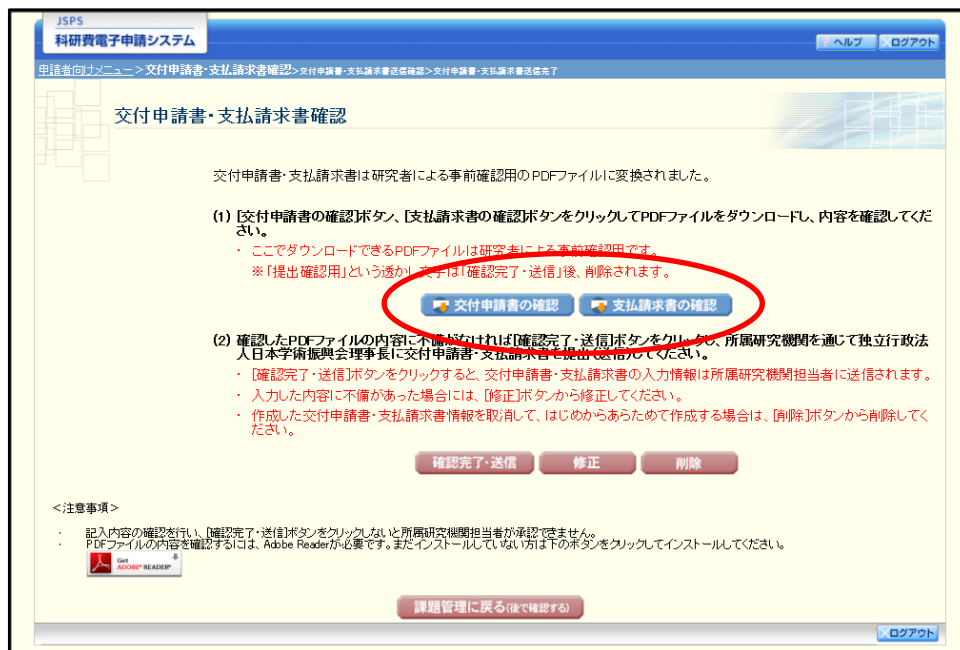 JSPS
科研費電子申請システム
ヘルプ
ログアウト
申請者向けメニュー>交付申請書・支払請求書確認>交付申請書・支払請求書送信確認>交付申請書・支払請求書送信完了
交付申請書・支払請求書確認
交付申請書・支払請求書は研究者による事前確認用のPDFファイルに変換されました。
(1) [交付申請書の確認]ボタン、[支払請求書の確認]ボタンをクリックしてPDFファイルをダウンロードし、内容を確認してくだ
さい。
・ ここでダウンロードできるPDFファイルは研究者による事前確認用です。
※「提出確認用」という透かし文字は「確認完了・送信」後、削除されます。
交付申請書の確認
支払請求書の確認
(2) 確認したPDFファイルの内容に不備がなければ[確認完了・送信]ボタンをクリックし、所属研究機関を通じて独立行政法
人日本学術振興会理事長に交付申請書・支払請求書を提出(送信)してください。
・ [確認完了・送信]ボタンをクリックすると、交付申請書・支払請求書の入力情報は所属研究機関担当者に送信されます。
・ 入力した内容に不備があった場合には、[修正]ボタンから修正してください。
・ 作成した交付申請書・支払請求書情報を取消して、はじめからあらためて作成する場合は、[削除]ボタンから削除してく
ださい。
確認完了・送信
修正
削除
<注意事項>
・ 記入内容の確認を行い、[確認完了・送信]ボタンをクリックしないと所属研究機関担当者が承認できません。
・ PDFファイルの内容を確認するには、Adobe Readerが必要です。まだインストールしていない方は下のボタンをクリックしてインストールしてください。
Get
ADOBE® READER®
課題管理に戻る(後で確認する)
ログアウト